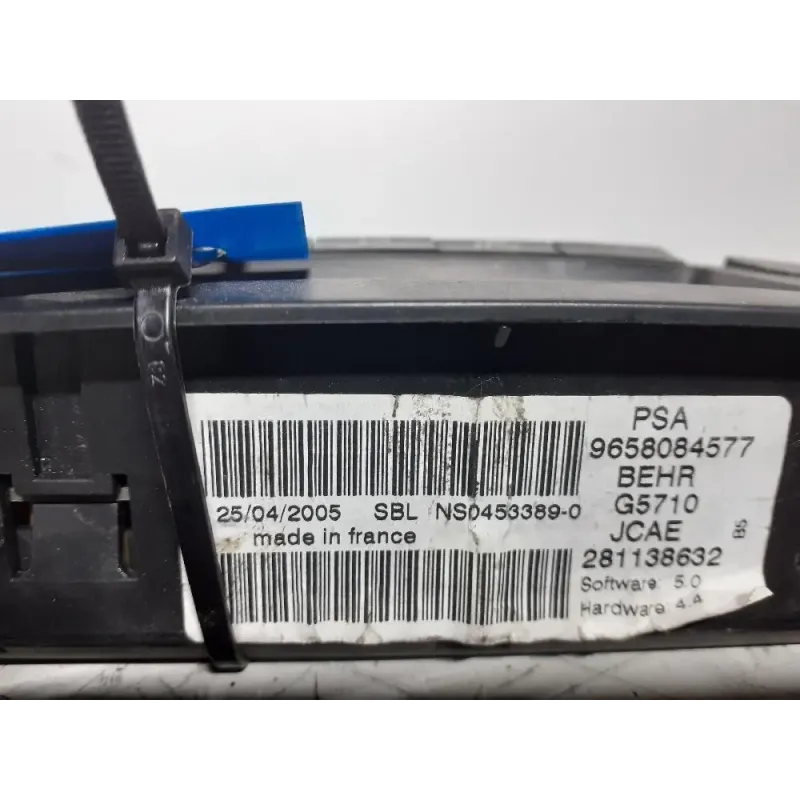 PSA
9658084577
BEHR
G5710
JCAE
B5
281138632
Software: 5.0
Hardware 4.4
25/04/2005 SBL NS0453389-0
made in france